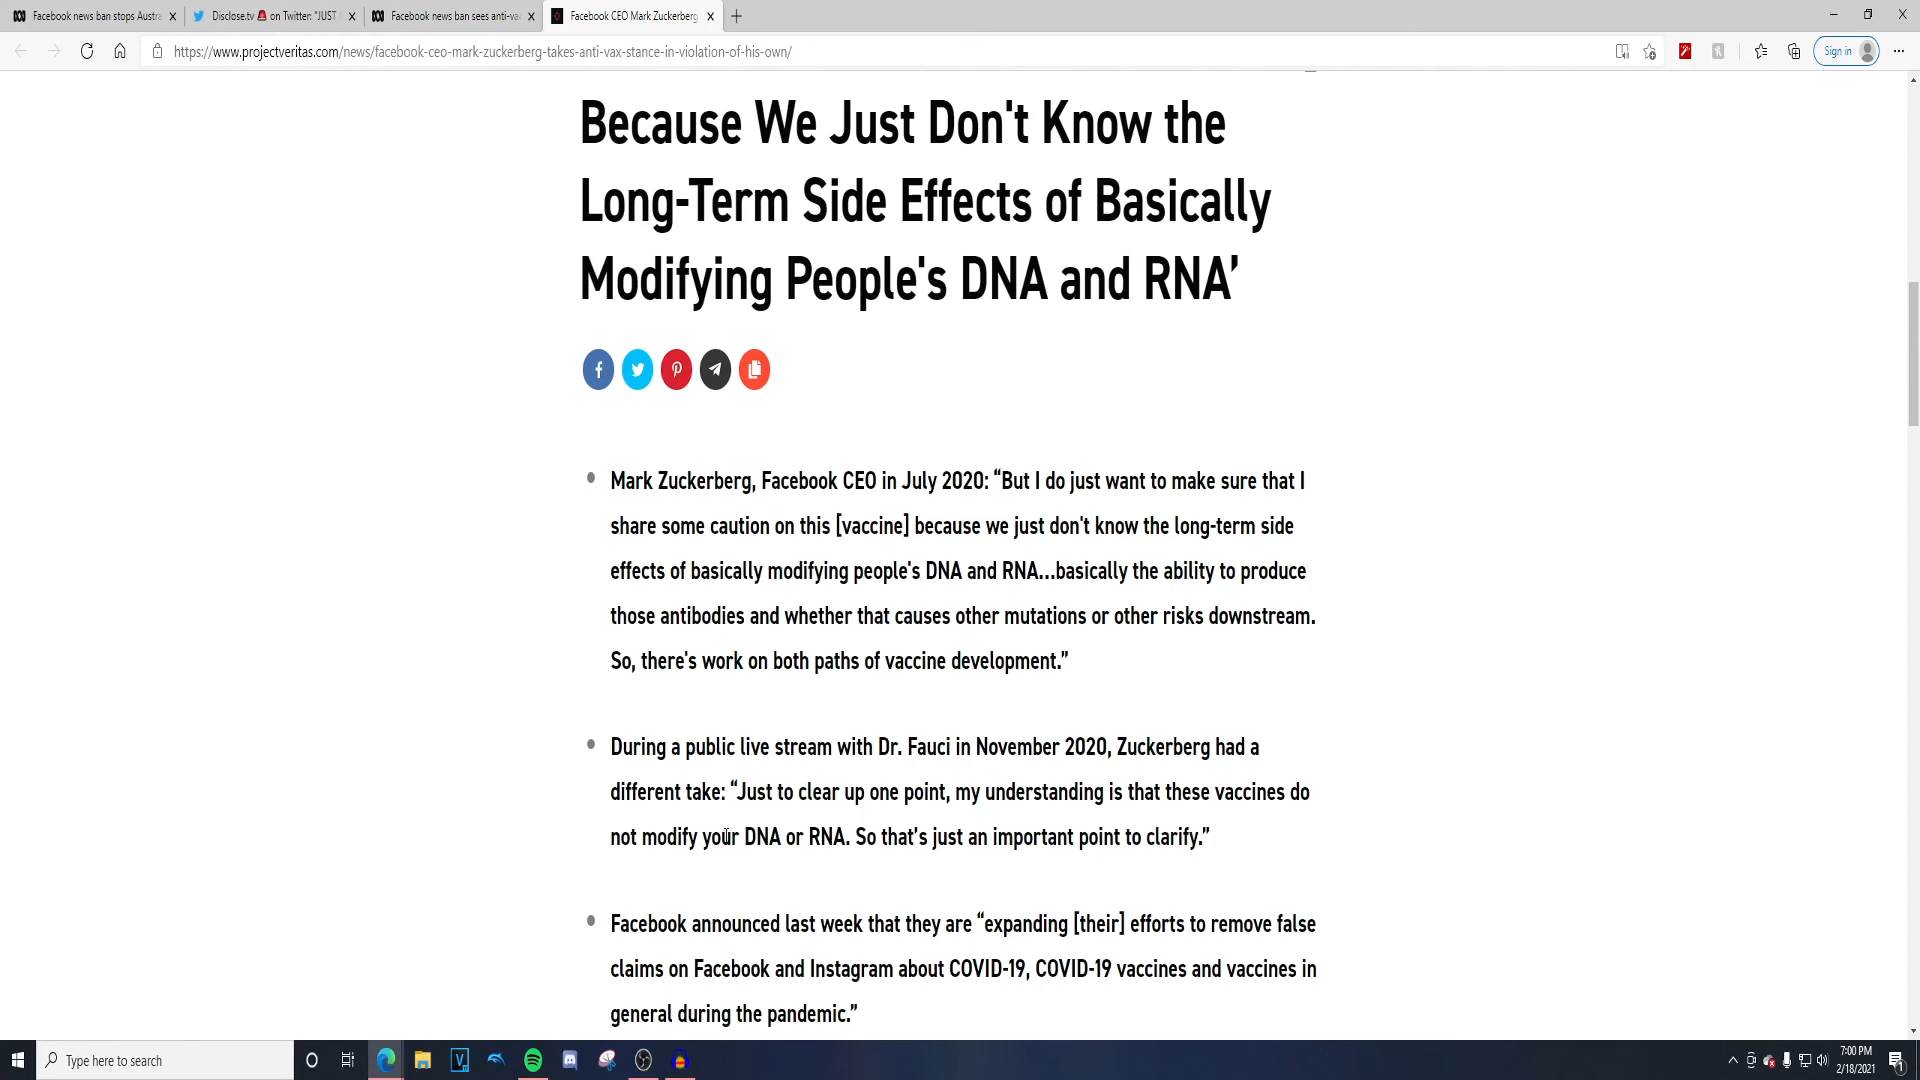 Facebook news ban stops Austra
Disclose.tv 🚨 on Twitter: "JUST
Facebook news ban sees anti-va
Facebook CEO Mark Zuckerberg
https://www.projectveritas.com/news/facebook-ceo-mark-zuckerberg-takes-anti-vax-stance-in-violation-of-his-own/
Sign in
Because We Just Don't Know the
Long-Term Side Effects of Basically
Modifying People's DNA and RNA’
Mark Zuckerberg, Facebook CEO in July 2020: “But I do just want to make sure that I
share some caution on this [vaccine] because we just don't know the long-term side
effects of basically modifying people's DNA and RNA…basically the ability to produce
those antibodies and whether that causes other mutations or other risks downstream.
So, there's work on both paths of vaccine development.”
During a public live stream with Dr. Fauci in November 2020, Zuckerberg had a
different take: “Just to clear up one point, my understanding is that these vaccines do
not modify your DNA or RNA. So that’s just an important point to clarify.”
Facebook announced last week that they are “expanding [their] efforts to remove false
claims on Facebook and Instagram about COVID-19, COVID-19 vaccines and vaccines in
general during the pandemic.”
Type here to search
7:00 PM
2/18/2021